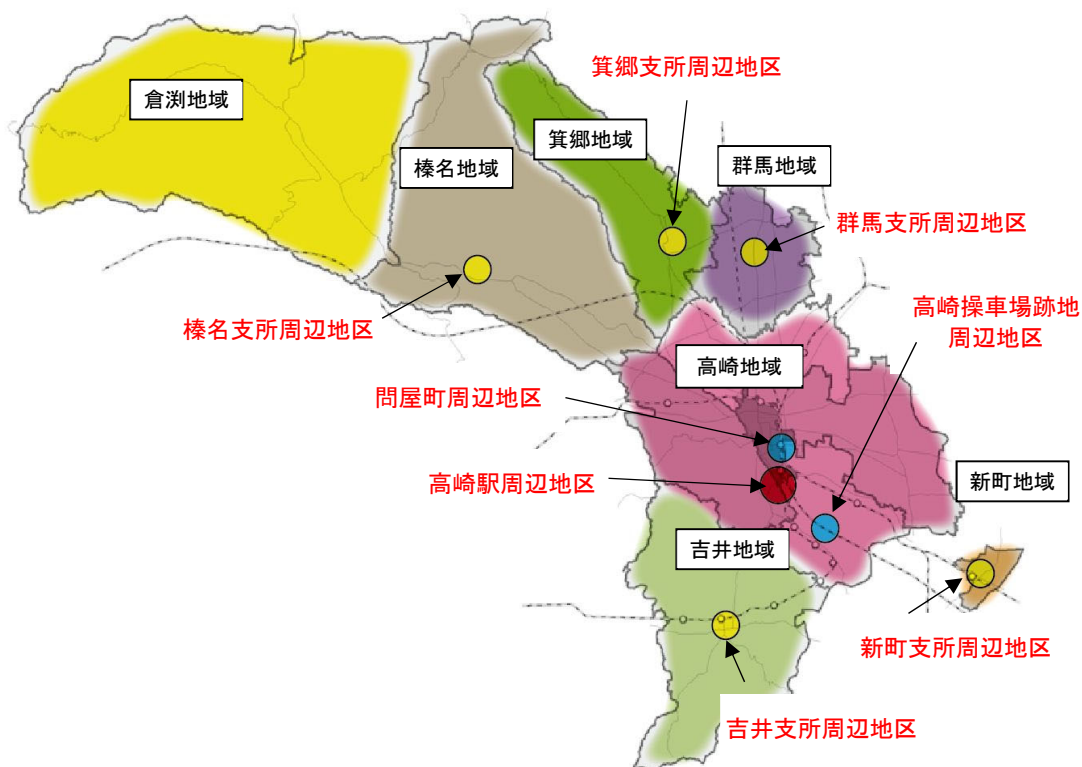 箕郷支所周辺地区
倉渕地域
箕郷地域
榛名地域
群馬地域
群馬支所周辺地区
榛名支所周辺地区
高崎操車場跡地
周辺地区
高崎地域
問屋町周辺地区
高崎駅周辺地区
新町地域
吉井地域
新町支所周辺地区
吉井支所周辺地区